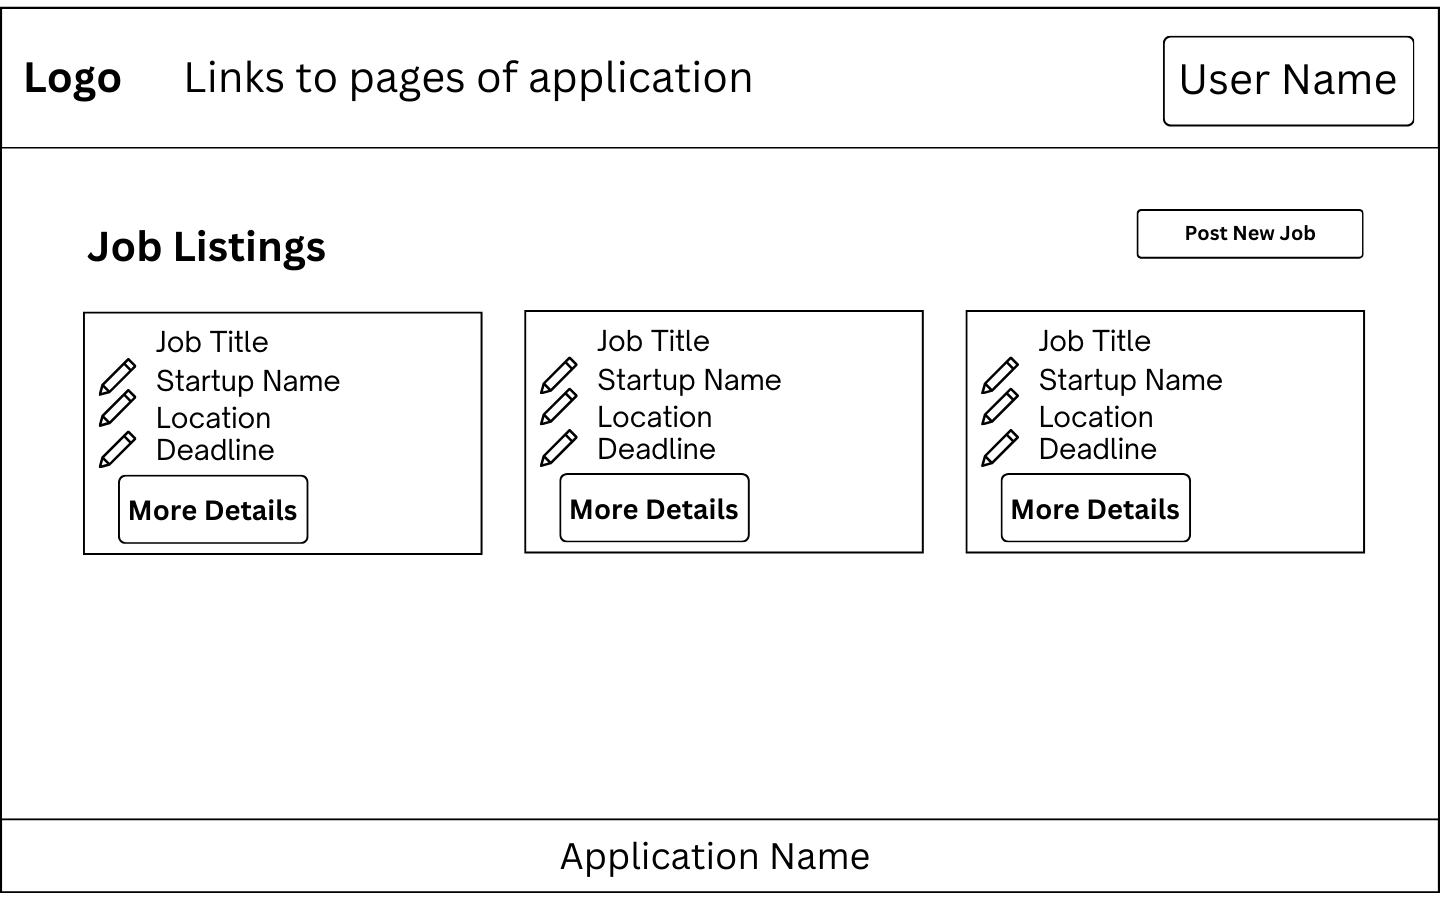 Logo
Links to pages of application
User Name
Job Listings
Post New Job
Job Title
Startup Name
Location
Deadline
More Details
Job Title
Startup Name
Location
Deadline
More Details
Job Title
Startup Name
Location
Deadline
More Details
Application Name